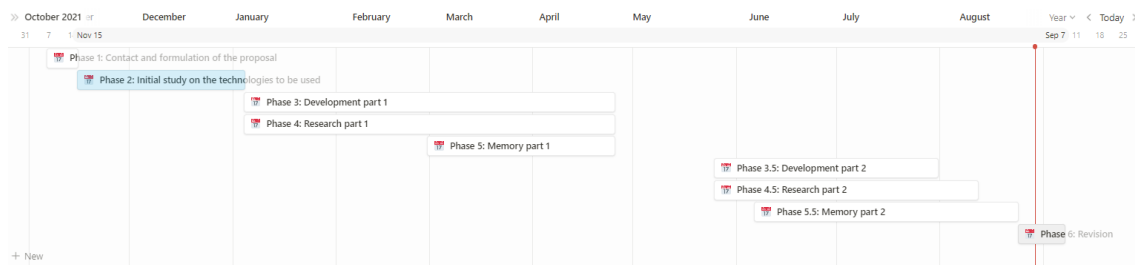 October 2021 er December January February March April May June July August Year Today
31 7 1 Nov 15 Sep 7 11 18 25
Phase 1: Contact and formulation of the proposal
Phase 2: Initial study on the technologies to be used
Phase 3: Development part 1
Phase 4: Research part 1
Phase 5: Memory part 1
Phase 3.5: Development part 2
Phase 4.5: Research part 2
Phase 5.5: Memory part 2
Phase 6: Revision
+ New